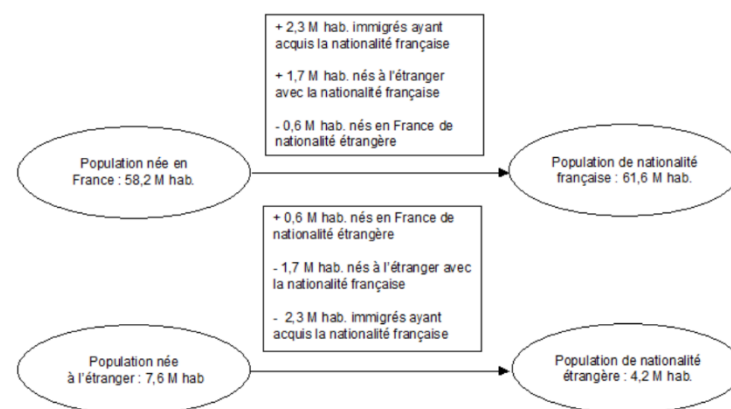 + 2,3 M hab. immigrés ayant
acquis la nationalité française
+ 1,7 M hab. nés à l'étranger
avec la nationalité française
- 0,6 M hab. nés en France de
nationalité étrangère
Population née en
France : 58,2 M hab.
Population de nationalité
française : 61,6 M hab.
+ 0,6 M hab. nés en France de
nationalité étrangère
- 1,7 M hab. nés à l'étranger avec
la nationalité française
- 2,3 M hab. immigrés ayant
acquis la nationalité française
Population née
à l'étranger : 7,6 M hab
Population de nationalité
étrangère : 4,2 M hab.